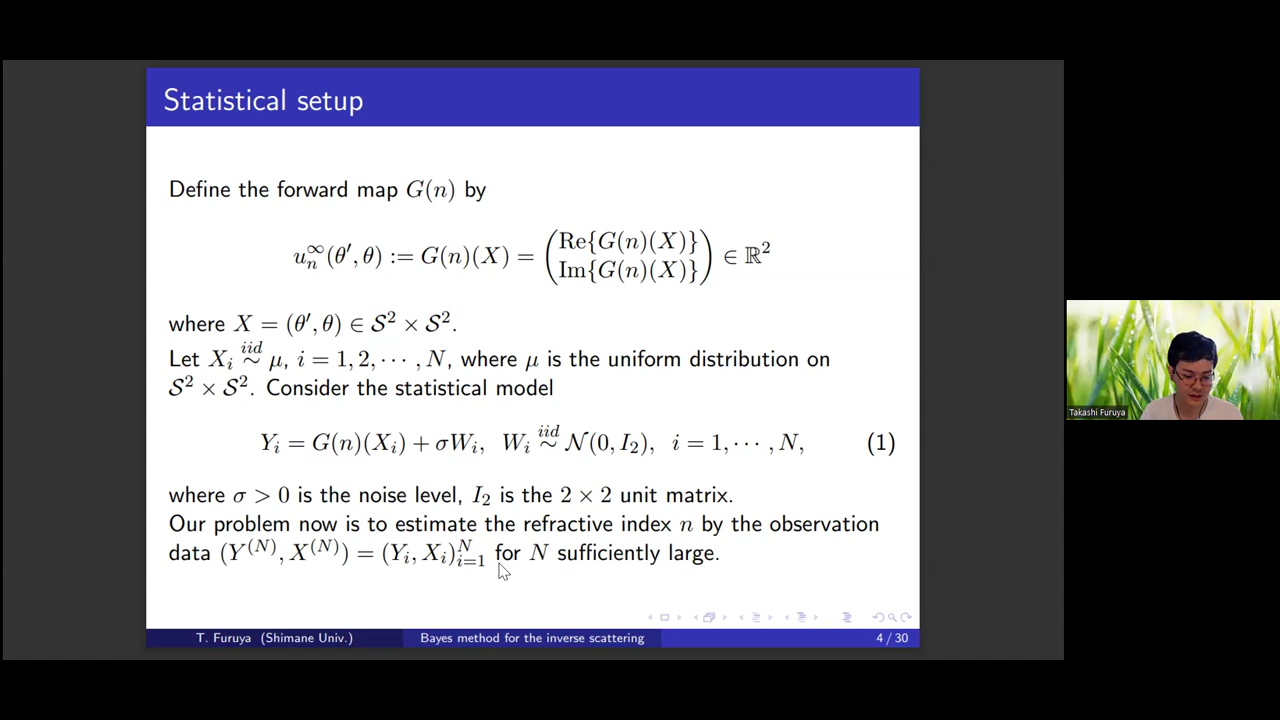 Statistical setup
Define the forward map G(n) by
u_n^∞(θ′, θ) := G(n)(X) = (Re{G(n)(X)} Im{G(n)(X)}) ∈ ℝ²
where X = (θ′, θ) ∈ 𝒮² × 𝒮².
Let X_i ~^{iid} μ, i = 1, 2, ⋯ , N, where μ is the uniform distribution on
𝒮² × 𝒮². Consider the statistical model
Y_i = G(n)(X_i) + σW_i, W_i ~^{iid} 𝒩(0, I_2), i = 1, ⋯ , N, (1)
where σ > 0 is the noise level, I_2 is the 2 × 2 unit matrix.
Our problem now is to estimate the refractive index n by the observation
data (Y^{(N)}, X^{(N)}) = (Y_i, X_i)_{i=1}^N for N sufficiently large.
T. Furuya (Shimane Univ.) Bayes method for the inverse scattering 4 / 30
Takashi Furuya